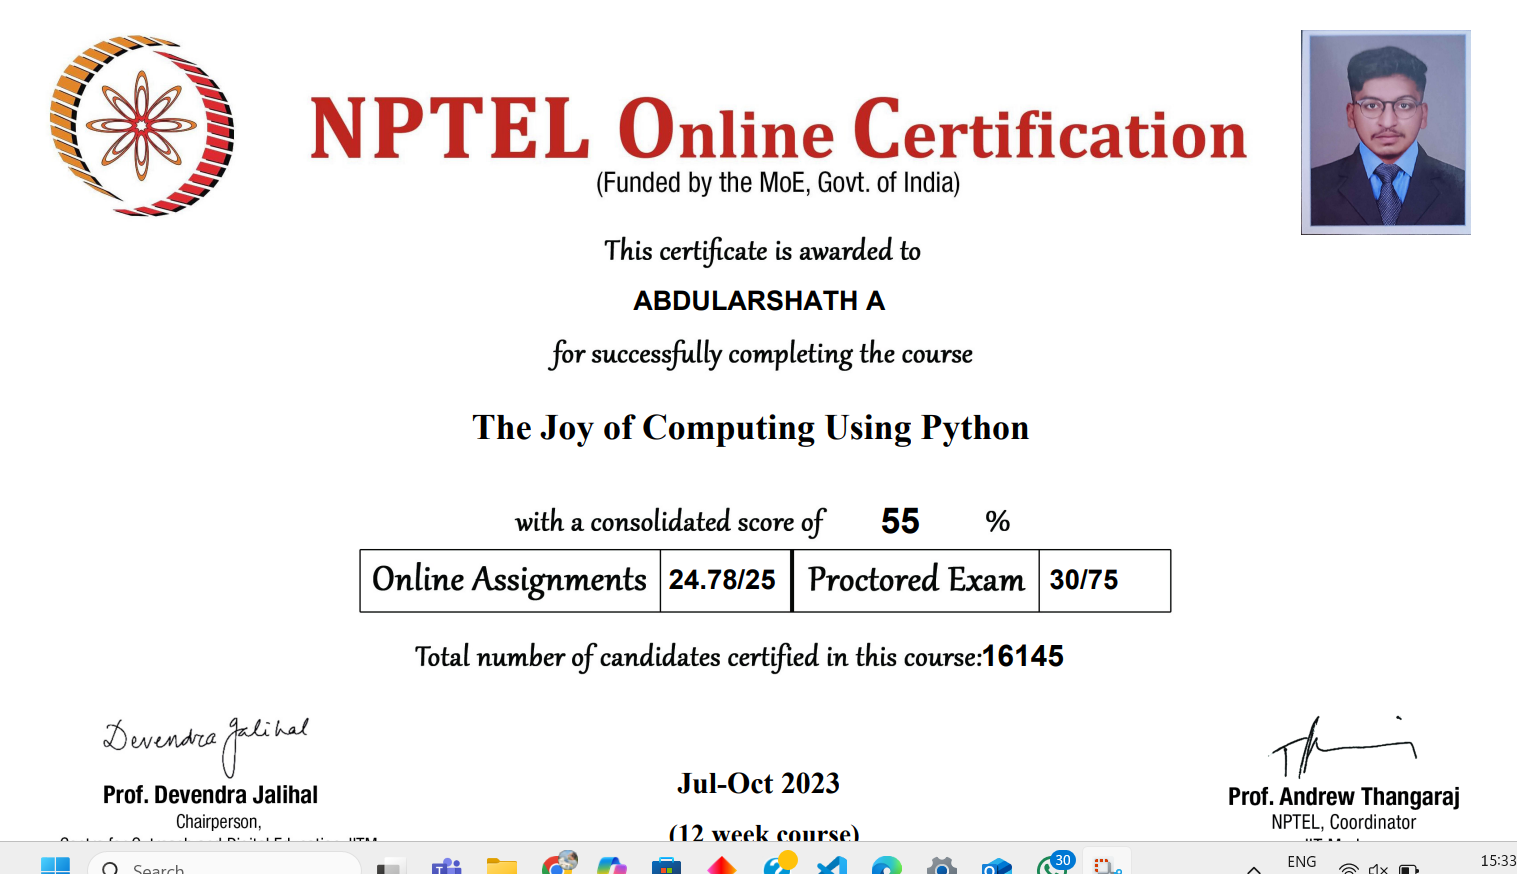 NPTEL Online Certification
(Funded by the MoE, Govt. of India)
This certificate is awarded to
ABDULARSHATH A
for successfully completing the course
The Joy of Computing Using Python
with a consolidated score of 55 %
Online Assignments 24.78/25 Proctored Exam 30/75
Total number of candidates certified in this course:16145
Devendra Jalihal
Prof. Devendra Jalihal
Chairperson,
Jul-Oct 2023
(12 week course)
Prof. Andrew Thangaraj
NPTEL, Coordinator
Search
30
ENG
15:33